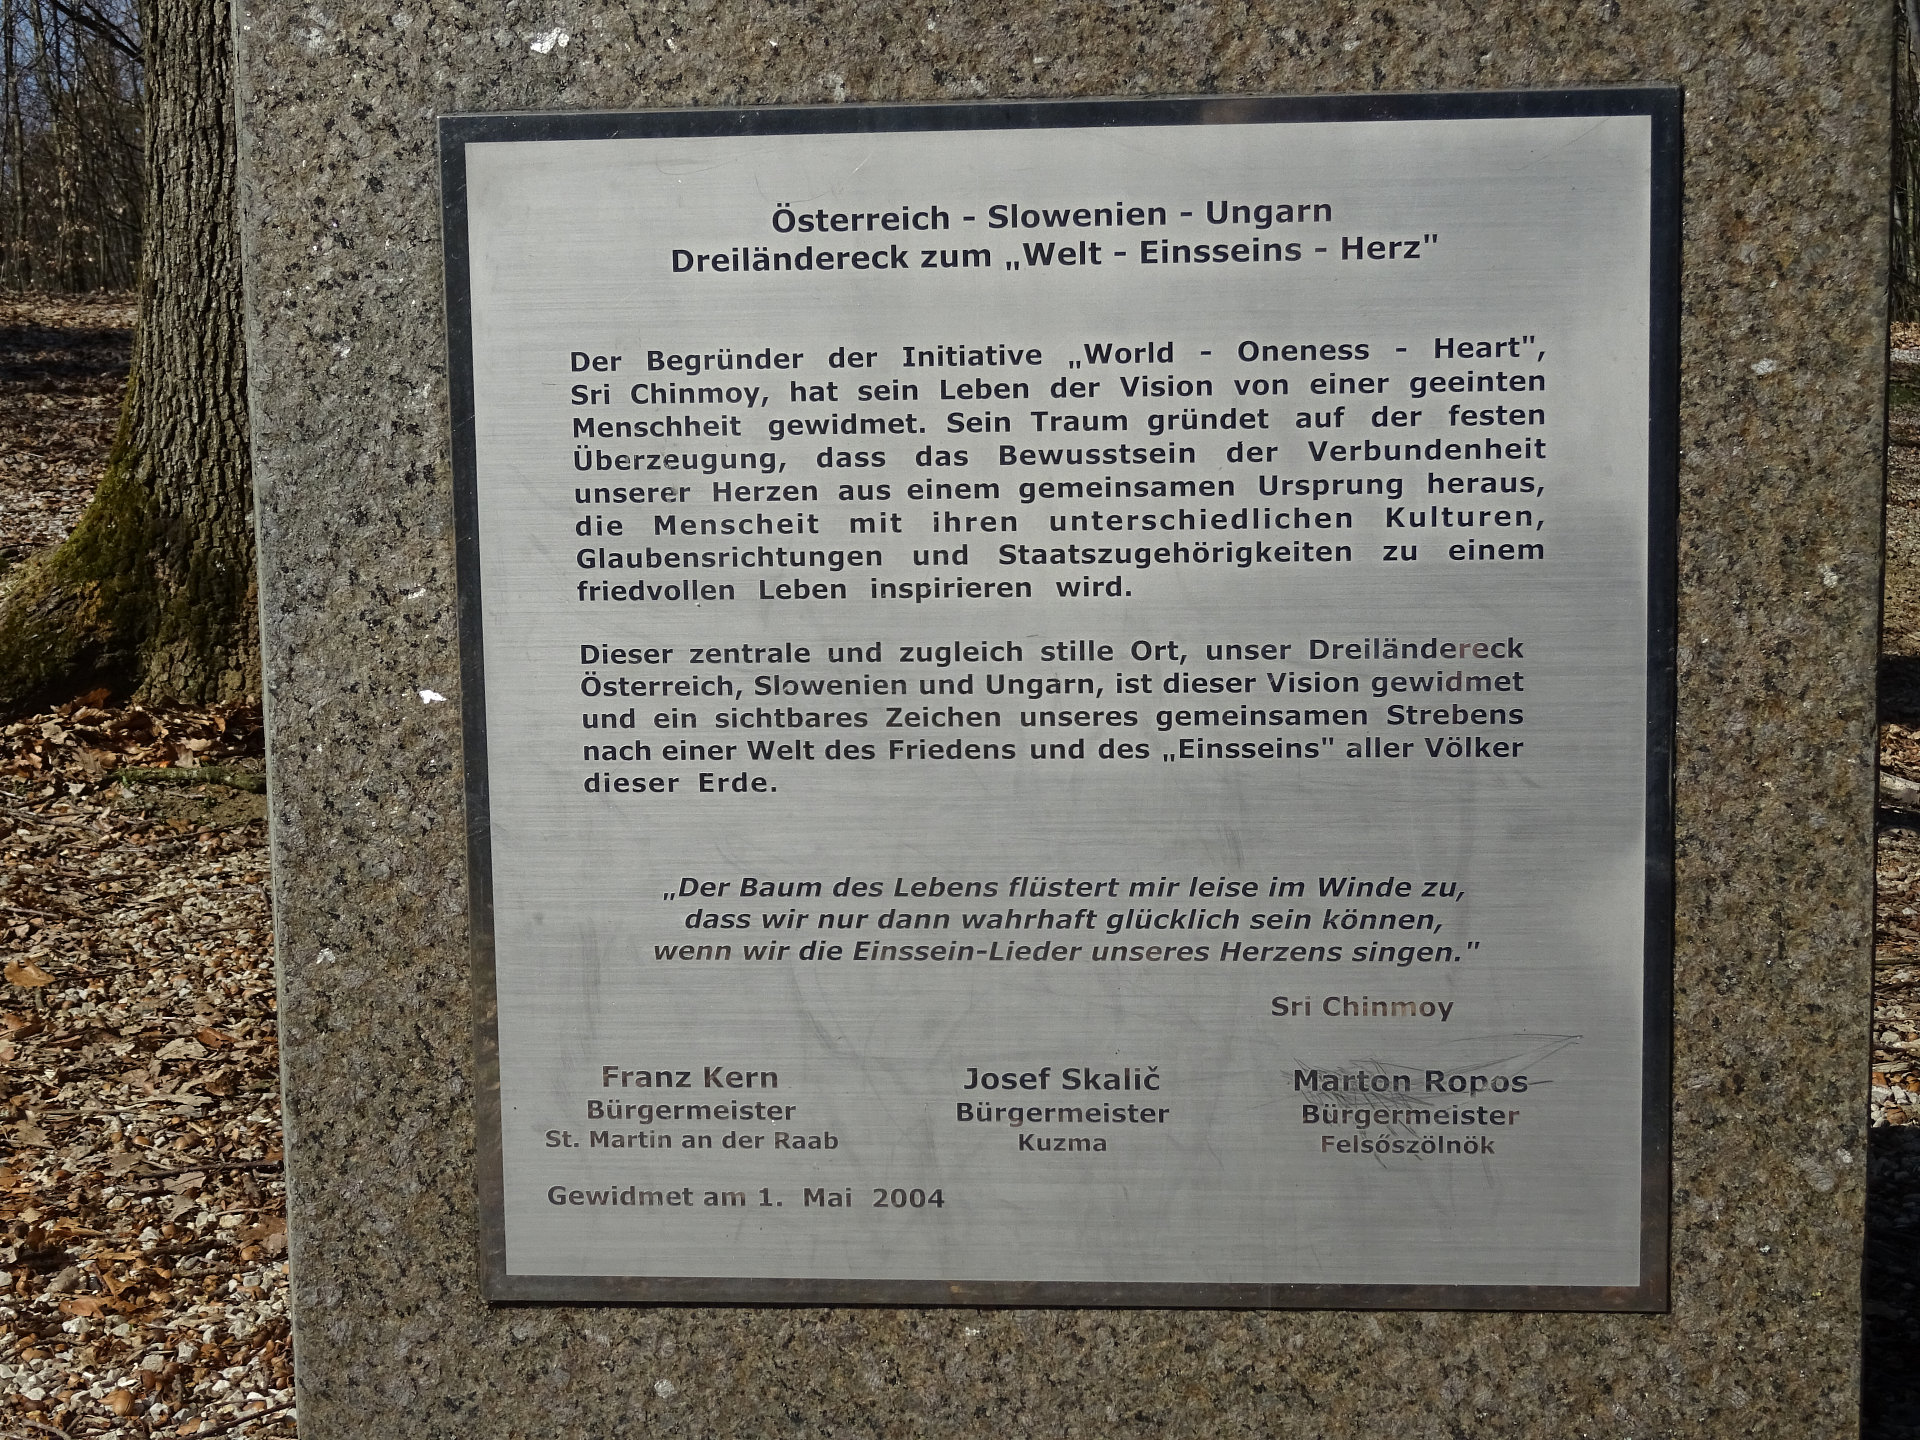 Österreich - Slowenien - Ungarn
Dreiländereck zum „Welt - Einsseins - Herz"
Der Begründer der Initiative „World - Oneness - Heart",
Sri Chinmoy, hat sein Leben der Vision von einer geeinten
Menschheit gewidmet. Sein Traum gründet auf der festen
Überzeugung, dass das Bewusstsein der Verbundenheit
unserer Herzen aus einem gemeinsamen Ursprung heraus,
die Menscheit mit ihren unterschiedlichen Kulturen,
Glaubensrichtungen und Staatszugehörigkeiten zu einem
friedvollen Leben inspirieren wird.
Dieser zentrale und zugleich stille Ort, unser Dreiländereck
Österreich, Slowenien und Ungarn, ist dieser Vision gewidmet
und ein sichtbares Zeichen unseres gemeinsamen Strebens
nach einer Welt des Friedens und des „Einsseins" aller Völker
dieser Erde.
„Der Baum des Lebens flüstert mir leise im Winde zu,
dass wir nur dann wahrhaft glücklich sein können,
wenn wir die Einssein-Lieder unseres Herzens singen."
Sri Chinmoy
Franz Kern
Bürgermeister
St. Martin an der Raab
Josef Skalič
Bürgermeister
Kuzma
Marton Ropos
Bürgermeister
Felsőszölnök
Gewidmet am 1. Mai 2004